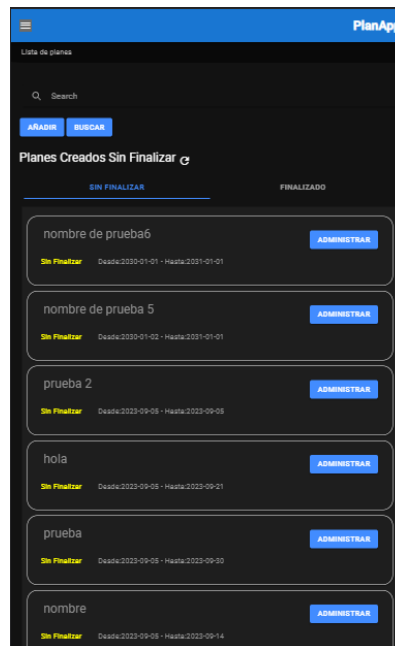 PlanApp
Lista de planes
Search
AÑADIR BUSCAR
Planes Creados Sin Finalizar
SIN FINALIZAR FINALIZADO
nombre de prueba6
ADMINISTRAR
Sin Finalizar Desde:2030-01-01 - Hasta:2031-01-01
nombre de prueba 5
ADMINISTRAR
Sin Finalizar Desde:2030-01-02 - Hasta:2031-01-01
prueba 2
ADMINISTRAR
Sin Finalizar Desde:2023-09-05 - Hasta:2023-09-05
hola
ADMINISTRAR
Sin Finalizar Desde:2023-09-05 - Hasta:2023-09-21
prueba
ADMINISTRAR
Sin Finalizar Desde:2023-09-05 - Hasta:2023-09-30
nombre
ADMINISTRAR
Sin Finalizar Desde:2023-09-05 - Hasta:2023-09-14